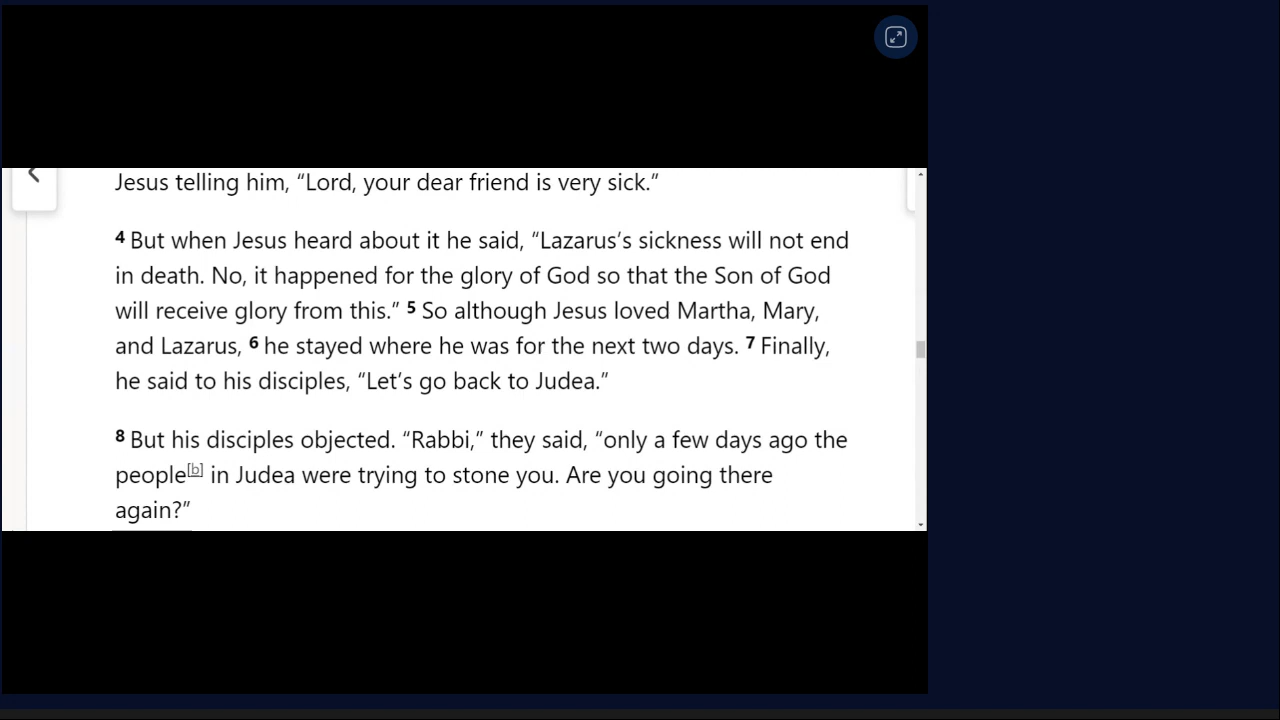 Jesus telling him, “Lord, your dear friend is very sick.”
4 But when Jesus heard about it he said, “Lazarus’s sickness will not end
in death. No, it happened for the glory of God so that the Son of God
will receive glory from this.” 5 So although Jesus loved Martha, Mary,
and Lazarus, 6 he stayed where he was for the next two days. 7 Finally,
he said to his disciples, “Let’s go back to Judea.”
8 But his disciples objected. “Rabbi,” they said, “only a few days ago the
people[b] in Judea were trying to stone you. Are you going there
again?”